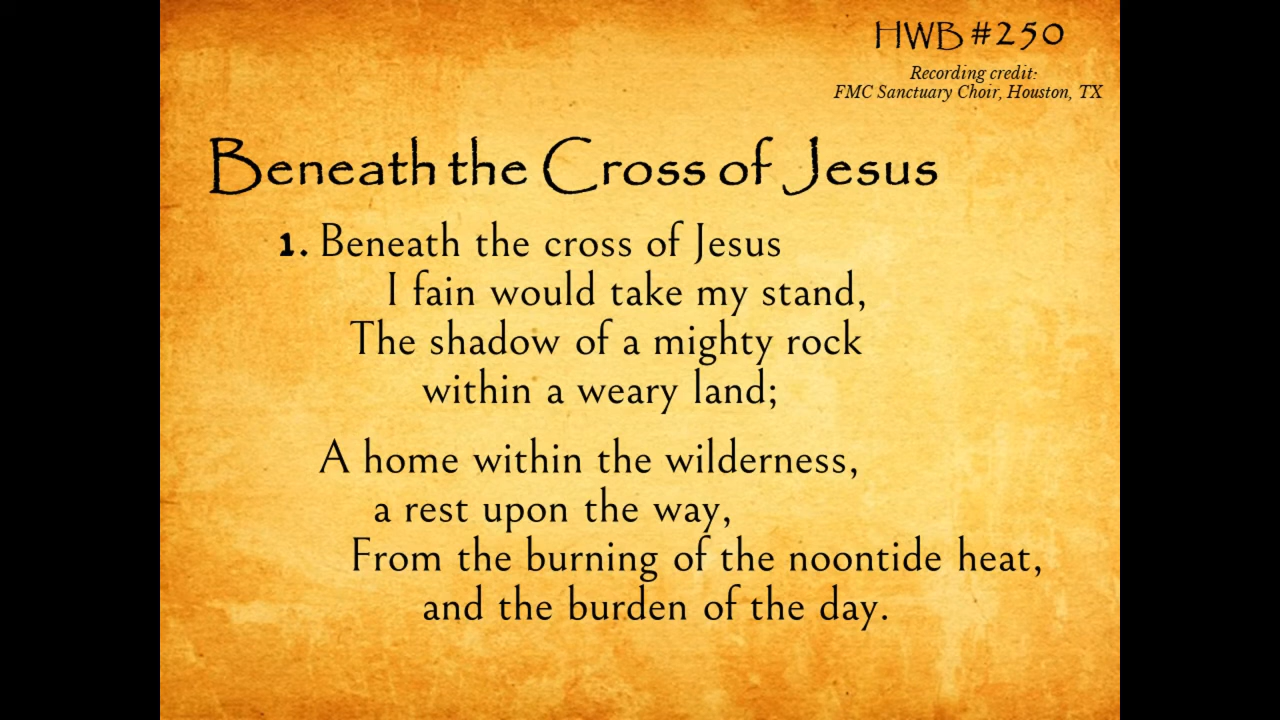 HWB #250
Recording credit:
FMC Sanctuary Choir, Houston, TX
Beneath the Cross of Jesus
1. Beneath the cross of Jesus
I fain would take my stand,
The shadow of a mighty rock
within a weary land;
A home within the wilderness,
a rest upon the way,
From the burning of the noontide heat,
and the burden of the day.